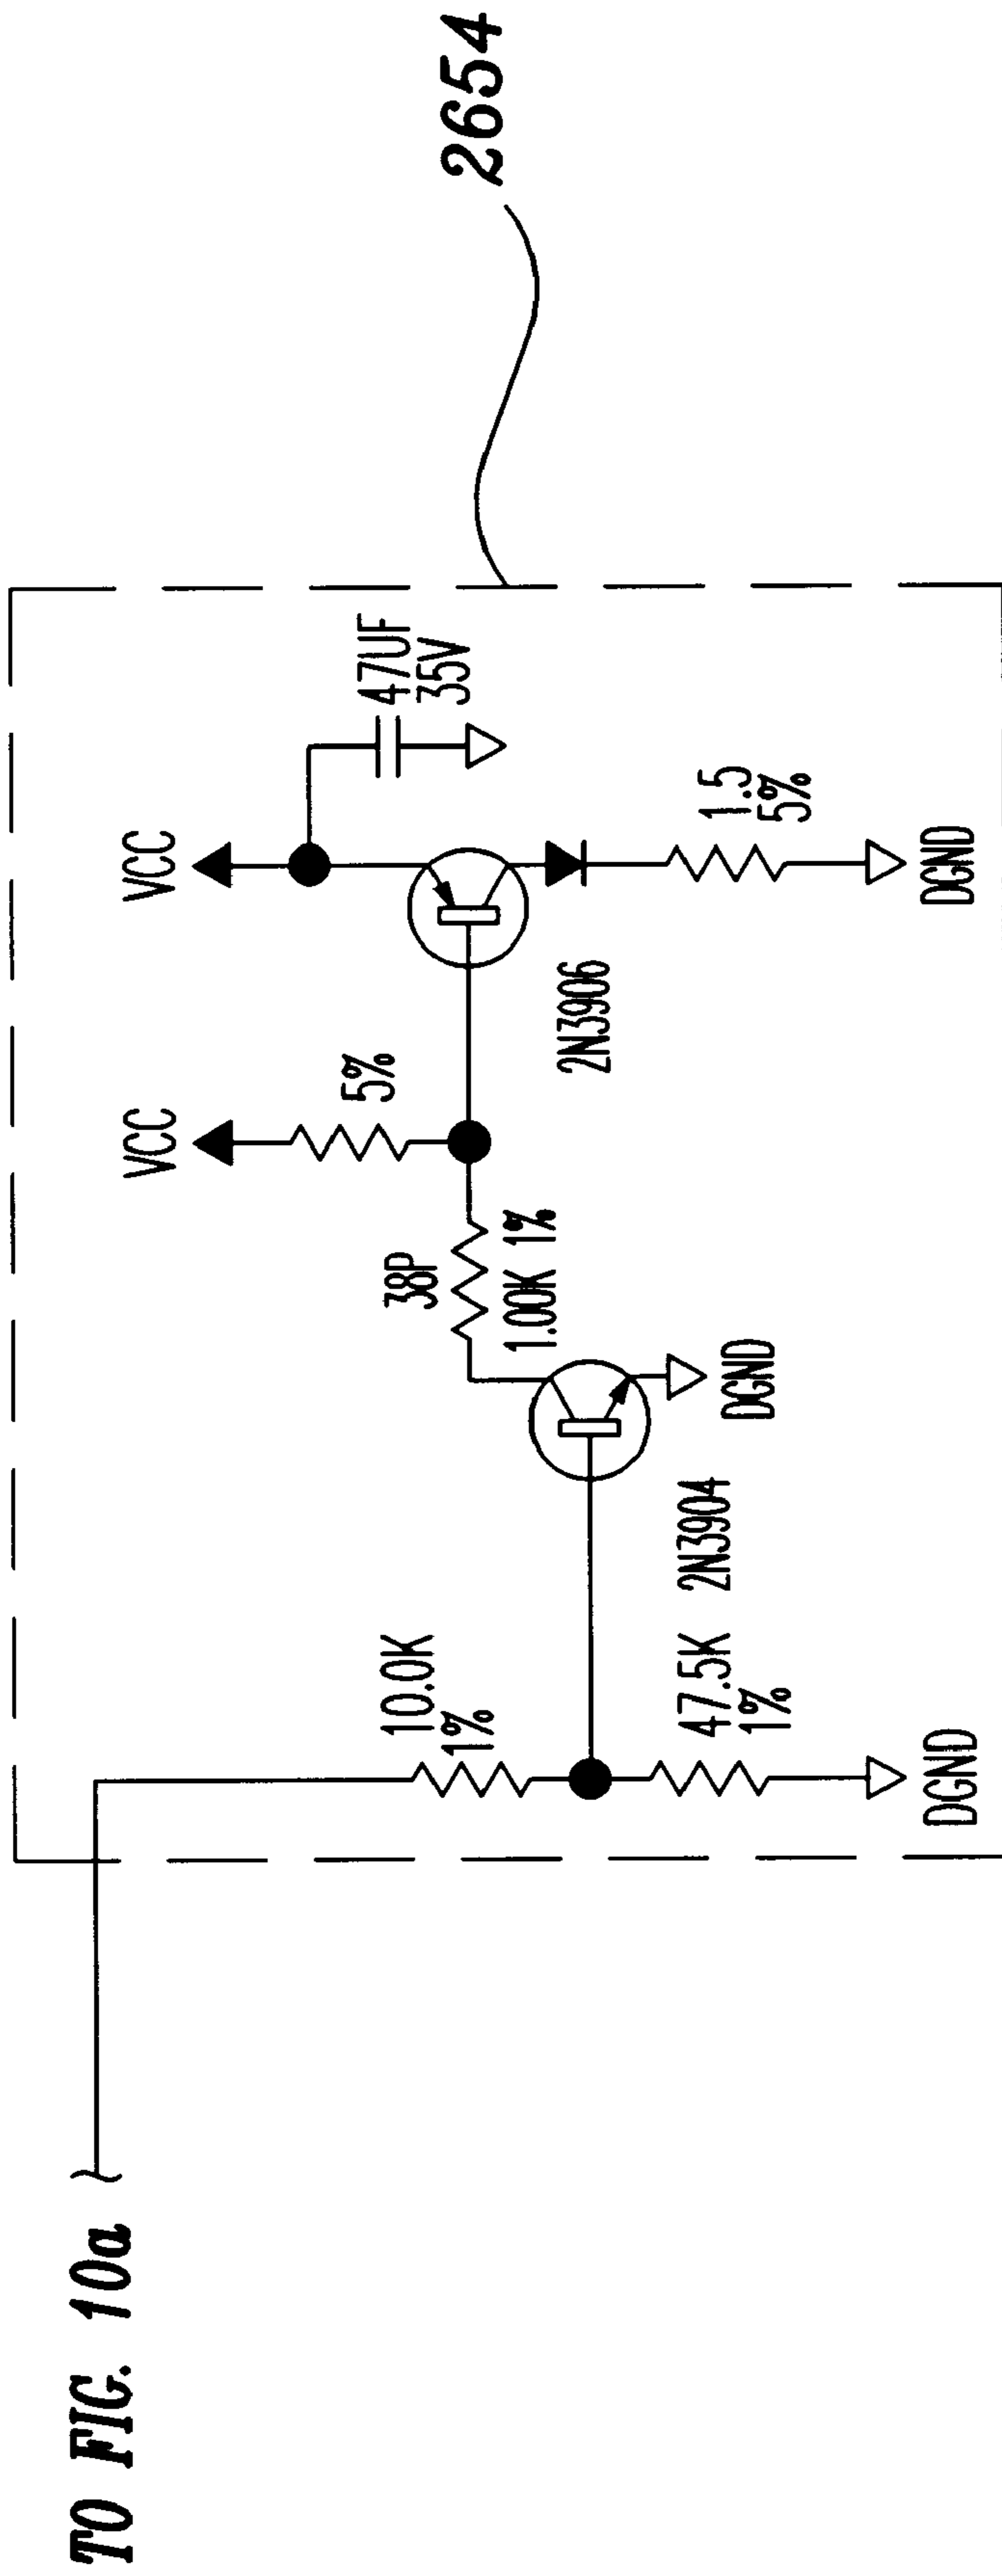 TO FIG. 10a
10.0K
1%
47.5K
1%
2N3904
DGND
DGND
38P
1.00K 1%
VCC
5%
2N3906
VCC
47UF
35V
1.5
5%
DGND
2654